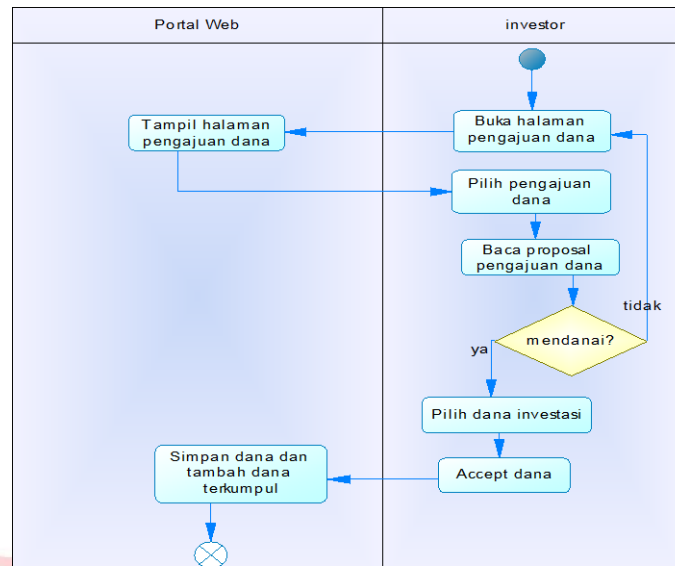 Portal Web
investor
Buka halaman
pengajuan dana
Tampil halaman
pengajuan dana
Pilih pengajuan
dana
Baca proposal
pengajuan dana
mendanai?
tidak
ya
Pilih dana investasi
Accept dana
Simpan dana dan
tambah dana
terkumpul